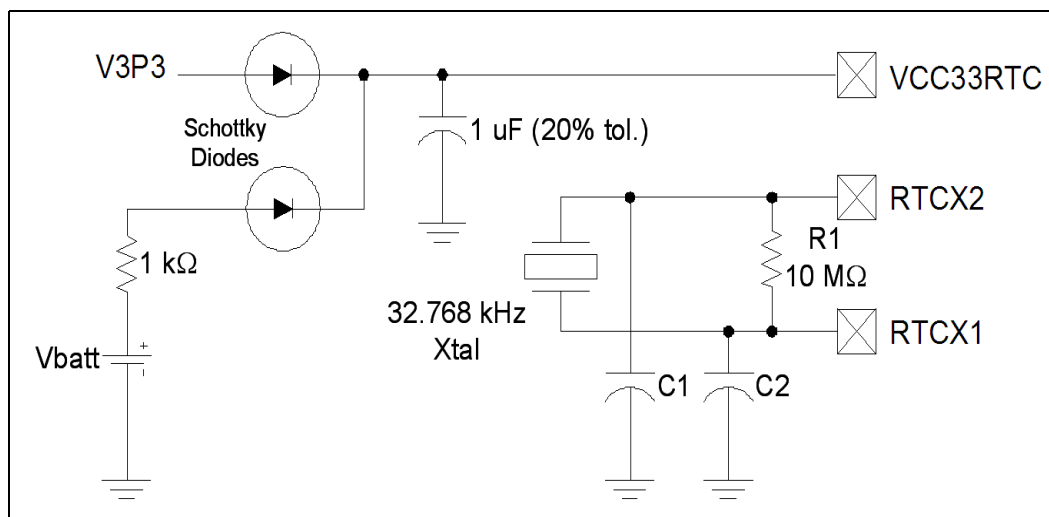 V3P3
VCC33RTC
Schottky
Diodes
1 uF (20% tol.)
RTCX2
1 kΩ
R1
10 MΩ
32.768 kHz
Xtal
RTCX1
Vbatt
+
-
C1
C2